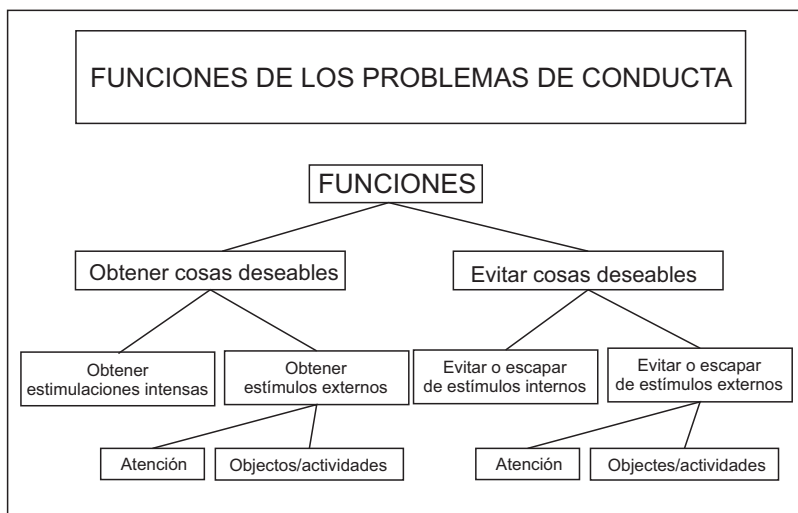 FUNCIONES DE LOS PROBLEMAS DE CONDUCTA
FUNCIONES
Obtener cosas deseables
Evitar cosas deseables
Obtener
estimulaciones intensas
Obtener
estímulos externos
Evitar o escapar
de estímulos internos
Evitar o escapar
de estímulos externos
Atención
Objectos/actividades
Atención
Objectes/actividades